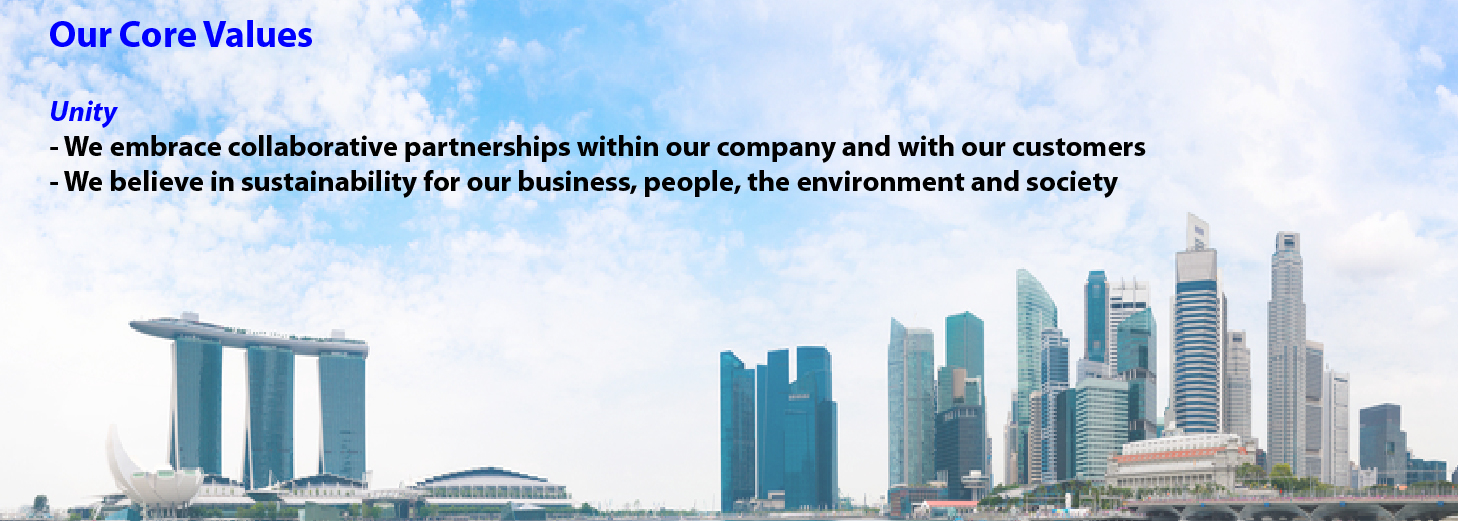 Our Core Values
Unity
- We embrace collaborative partnerships within our company and with our customers
- We believe in sustainability for our business, people, the environment and society